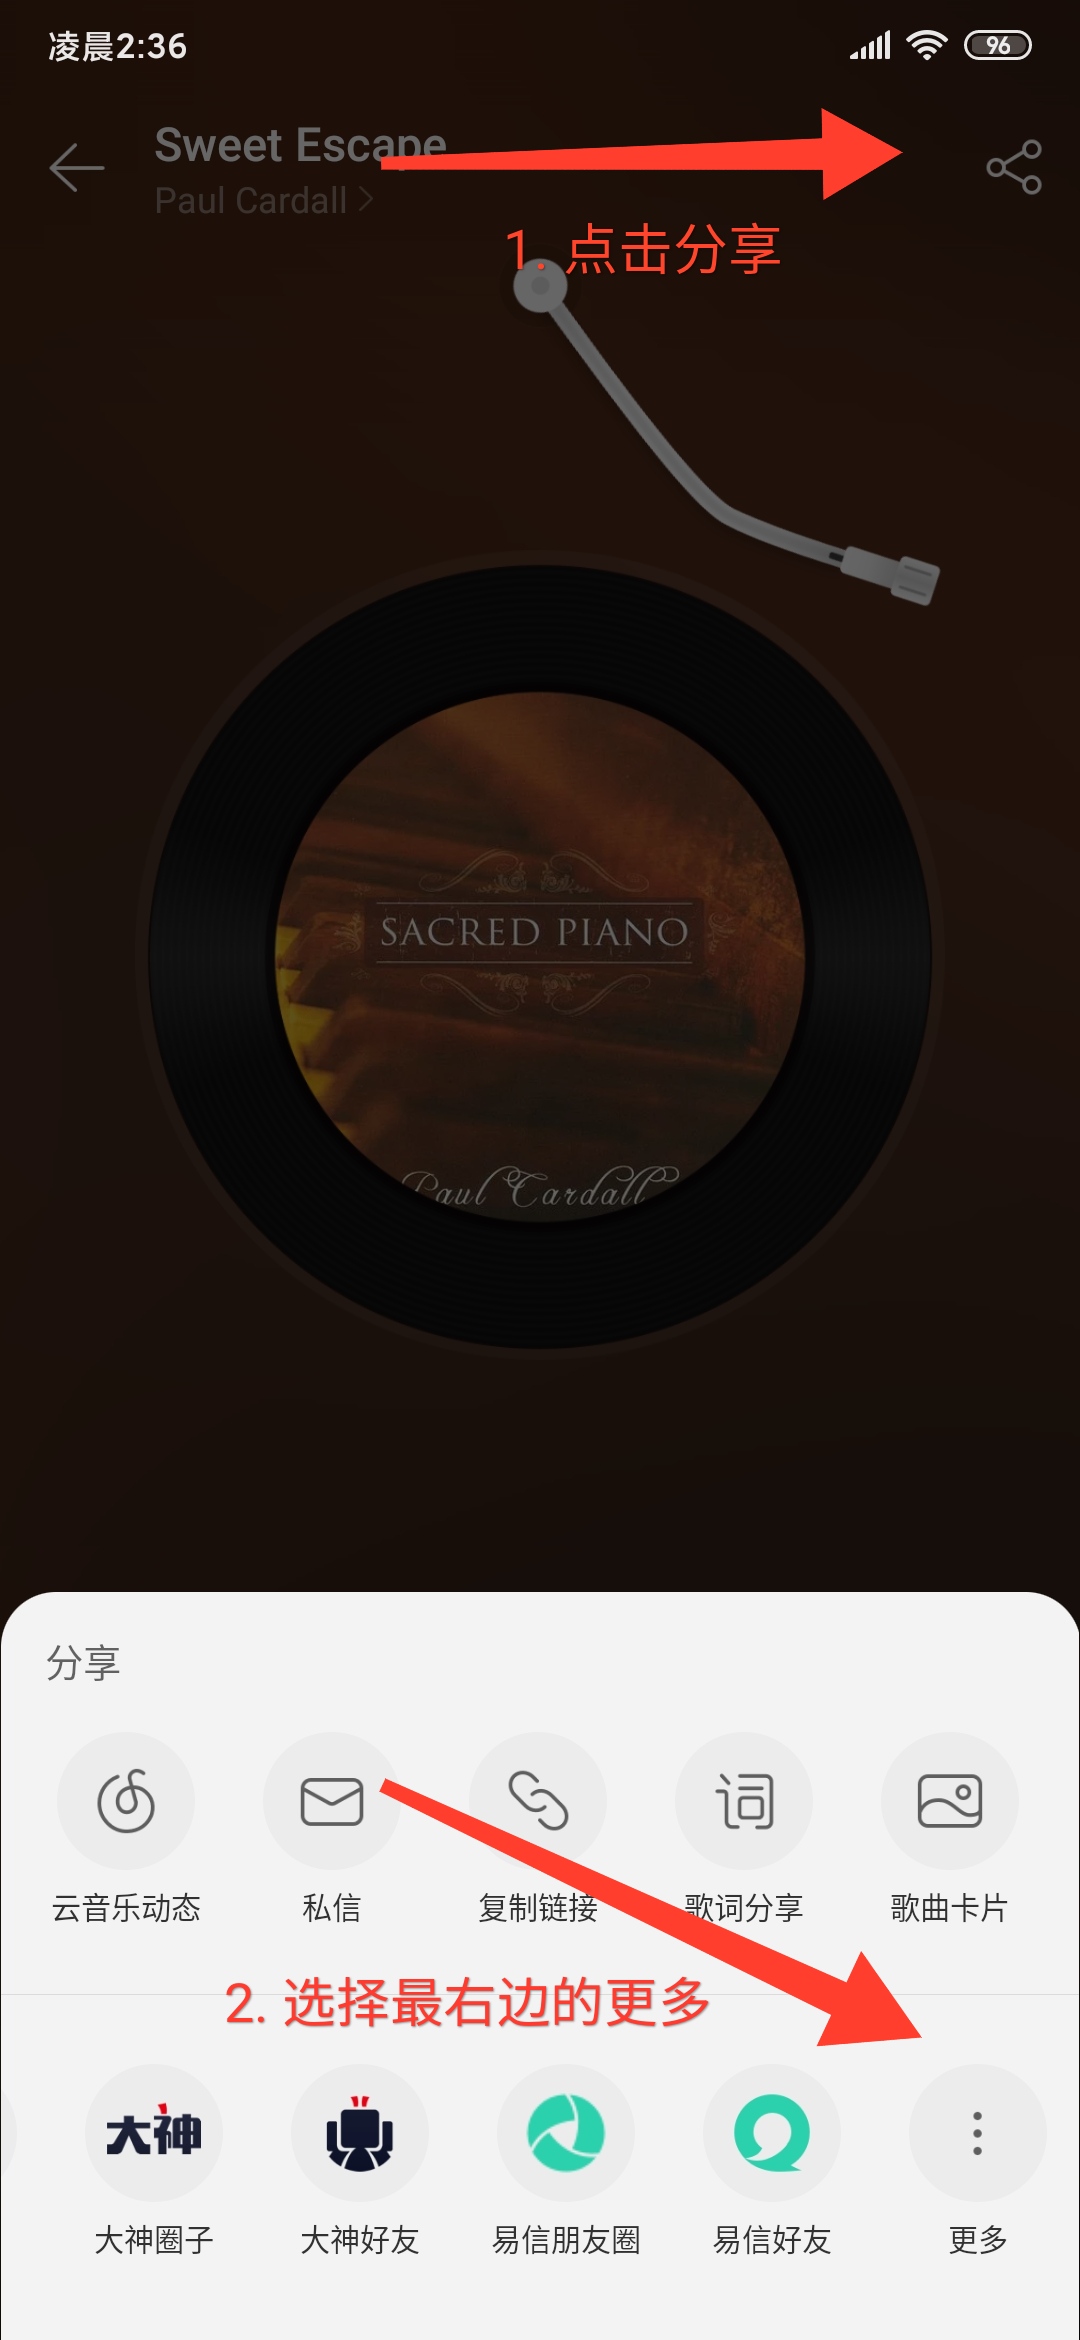 凌晨2:36
96
Sweet Escape
Paul Cardall
1. 点击分享
SACRED PIANO
Paul Cardall
分享
云音乐动态
私信
词
复制链接
歌词分享
歌曲卡片
2. 选择最右边的更多
大神
大神圈子
大神好友
易信朋友圈
易信好友
更多